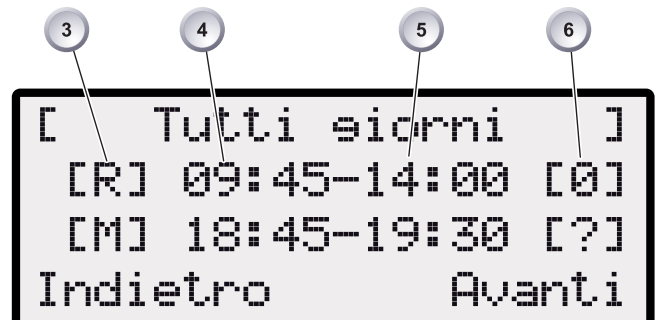 3 4 5 6
[ Tutti giorni ]
[R] 09:45-14:00 [0]
[M] 18:45-19:30 [?]
Indietro Avanti